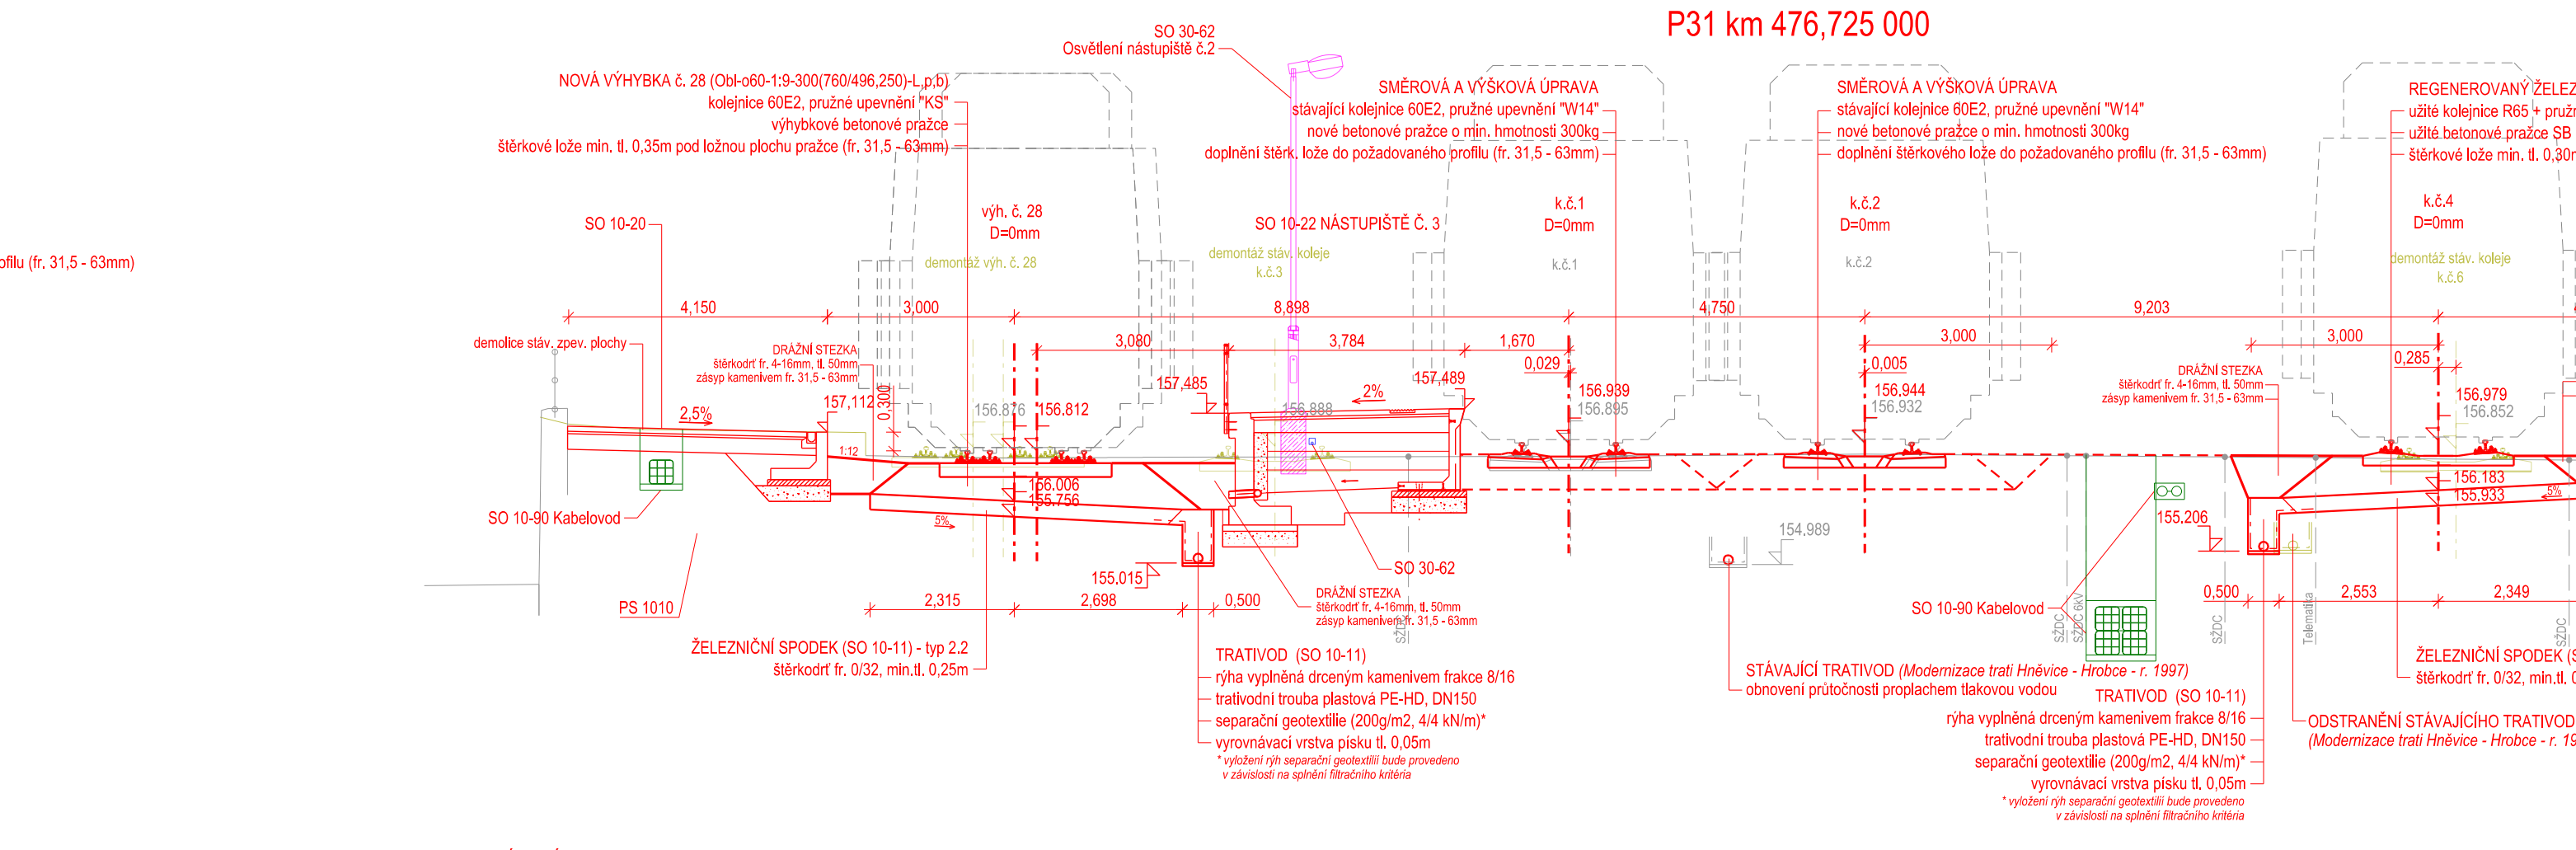 P31 km 476,725 000
SO 30-62
Osvětlení nástupiště č.2
NOVÁ VÝHYBKA č. 28 (Obl-o60-1:9-300(760/496,250)-L,p,b)
kolejnice 60E2, pružné upevnění "KS"
výhybkové betonové pražce
štěrkové lože min. tl. 0,35m pod ložnou plochu pražce (fr. 31,5 - 63mm)
SMĚROVÁ A VÝŠKOVÁ ÚPRAVA
stávající kolejnice 60E2, pružné upevnění "W14"
nové betonové pražce o min. hmotnosti 300kg
doplnění štěrk. lože do požadovaného profilu (fr. 31,5 - 63mm)
SMĚROVÁ A VÝŠKOVÁ ÚPRAVA
stávající kolejnice 60E2, pružné upevnění "W14"
nové betonové pražce o min. hmotnosti 300kg
doplnění štěrkového lože do požadovaného profilu (fr. 31,5 - 63mm)
REGENEROVANÝ ŽELEZ
užité kolejnice R65 + pruž
užité betonové pražce SB
štěrkové lože min. tl. 0,30
ofilu (fr. 31,5 - 63mm)
SO 10-20
výh. č. 28
D=0mm
demontáž výh. č. 28
SO 10-22 NÁSTUPIŠTĚ Č. 3
demontáž stáv. koleje
k.č.3
k.č.1
D=0mm
k.č.1
k.č.2
D=0mm
k.č.2
k.č.4
D=0mm
demontáž stáv. koleje
k.č.6
4,150
3,000
8,898
4,750
9,203
demolice stáv. zpev. plochy
3,080
3,784
1,670
3,000
3,000
DRÁŽNÍ STEZKA
štěrkodrť fr. 4-16mm, tl. 50mm
zásyp kamenivem fr. 31,5 - 63mm
0,029
0,005
0,285
DRÁŽNÍ STEZKA
štěrkodrť fr. 4-16mm, tl. 50mm
zásyp kamenivem fr. 31,5 - 63mm
2,5%
157,112
0,300
156.876
156.812
157,485
156.888
2%
157,489
156.939
156.895
156.944
156.932
156.979
156.852
1:12
156.006
155.756
5%
156.183
155.933
5%
SO 10-90 Kabelovod
155.206
154.989
155.015
SO 30-62
PS 1010
2,315
2,698
0,500
DRÁŽNÍ STEZKA
štěrkodrť fr. 4-16mm, tl. 50mm
zásyp kamenivem fr. 31,5 - 63mm
SŽDC
SO 10-90 Kabelovod
SŽDC
SŽDC 6kV
SŽDC
Telematika
0,500
2,553
2,349
SŽDC
ŽELEZNIČNÍ SPODEK (SO 10-11) - typ 2.2
štěrkodrť fr. 0/32, min.tl. 0,25m
TRATIVOD (SO 10-11)
rýha vyplněná drceným kamenivem frakce 8/16
trativodní trouba plastová PE-HD, DN150
separační geotextilie (200g/m2, 4/4 kN/m)*
vyrovnávací vrstva písku tl. 0,05m
* vyložení rýh separační geotextilií bude provedeno
v závislosti na splnění filtračního kritéria
STÁVAJÍCÍ TRATIVOD (Modernizace trati Hněvice - Hrobce - r. 1997)
obnovení průtočnosti proplachem tlakovou vodou
TRATIVOD (SO 10-11)
rýha vyplněná drceným kamenivem frakce 8/16
trativodní trouba plastová PE-HD, DN150
separační geotextilie (200g/m2, 4/4 kN/m)*
vyrovnávací vrstva písku tl. 0,05m
* vyložení rýh separační geotextilií bude provedeno
v závislosti na splnění filtračního kritéria
ŽELEZNIČNÍ SPODEK (S
štěrkodrť fr. 0/32, min.tl. 0
ODSTRANĚNÍ STÁVAJÍCÍHO TRATIVOD
(Modernizace trati Hněvice - Hrobce - r. 19